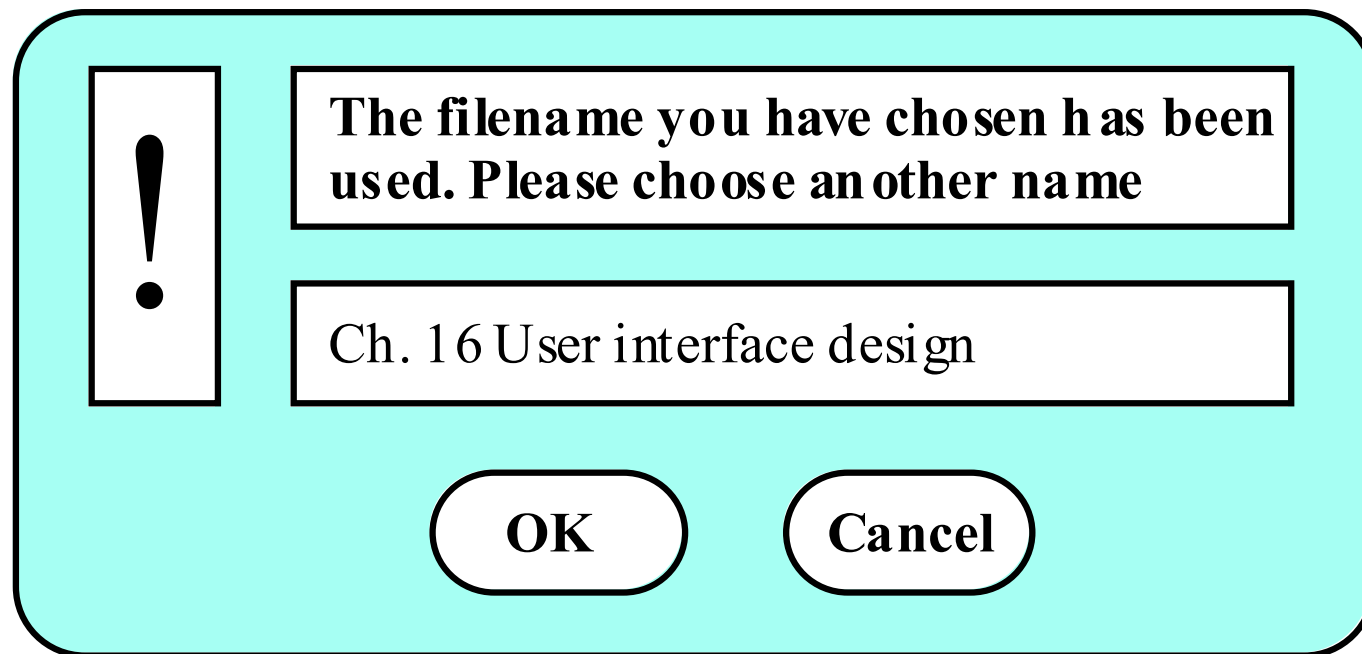 !
The filename you have chosen has been
used. Please choose another name
Ch. 16 User interface design
OK
Cancel